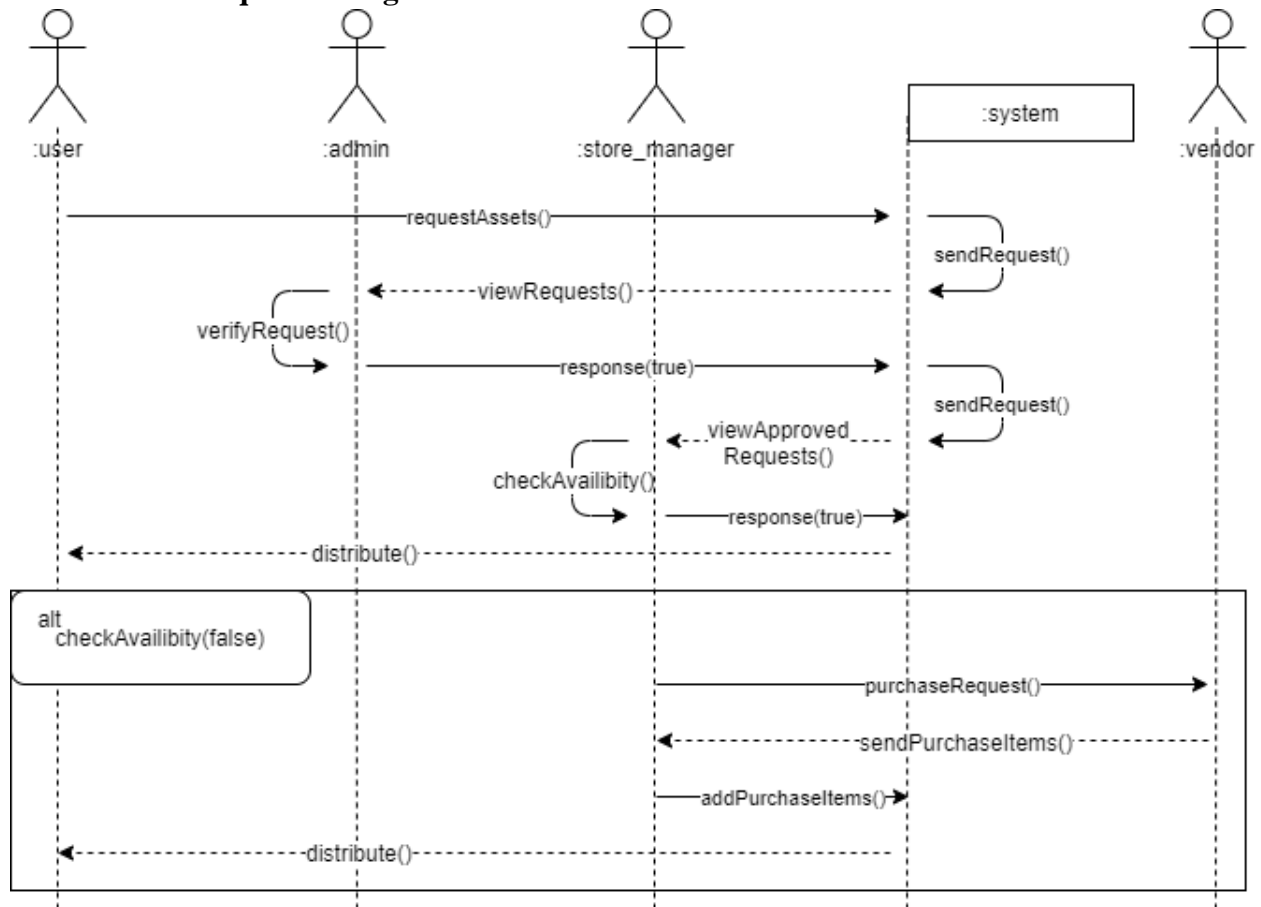 :user
:admin
:store_manager
:system
:vendor
requestAssets()
sendRequest()
viewRequests()
verifyRequest()
response(true)
sendRequest()
viewApproved
Requests()
checkAvailibity()
response(true)
distribute()
alt
checkAvailibity(false)
purchaseRequest()
sendPurchaseItems()
addPurchaseItems()
distribute()